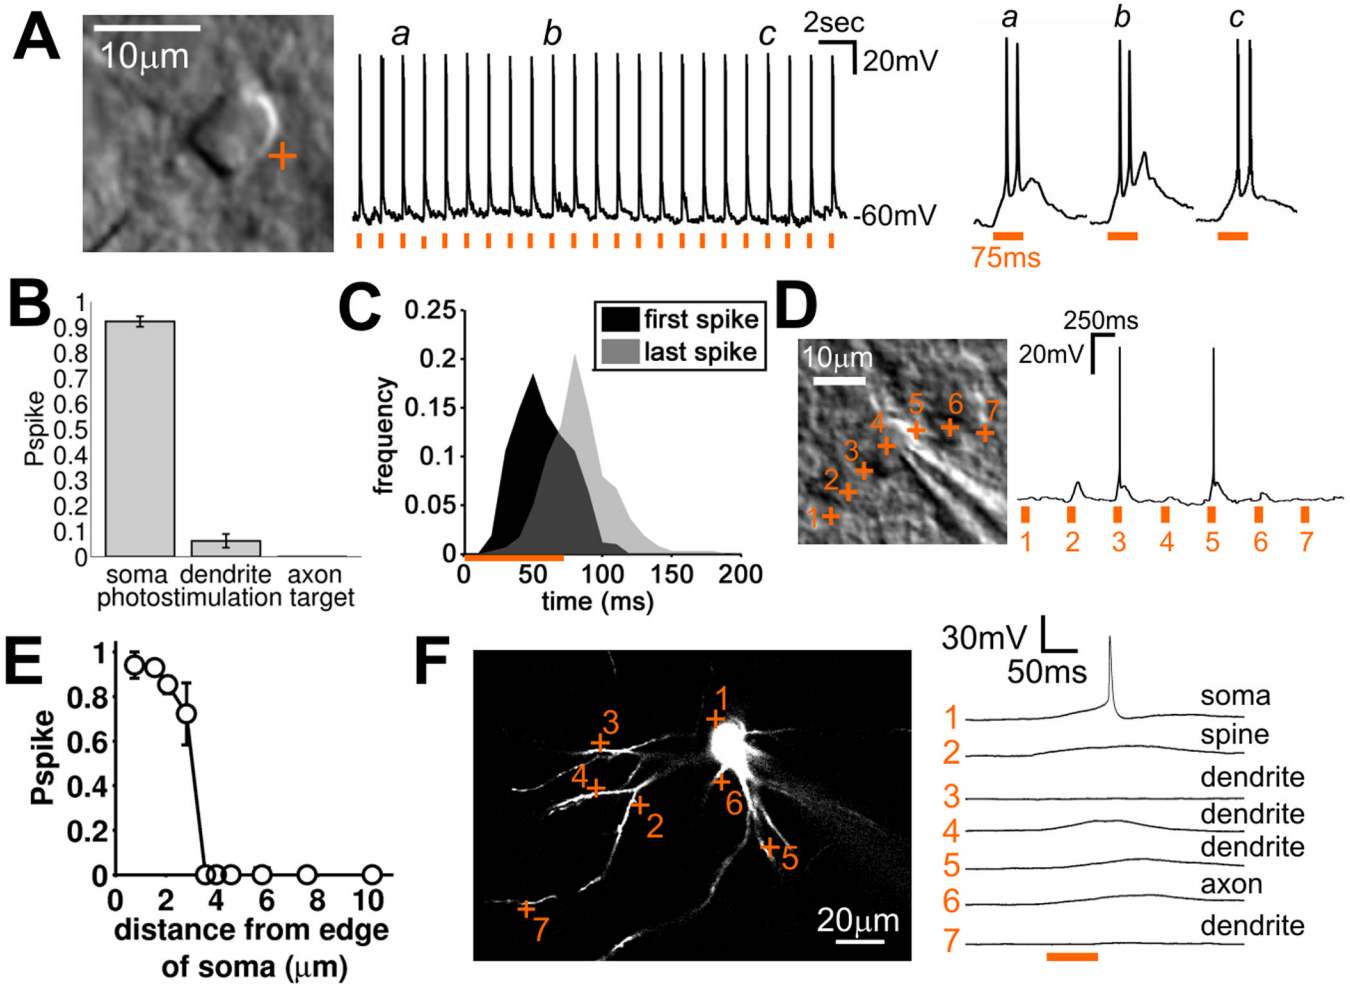 A
10μm
a
b
c
2sec
20mV
-60mV
a
b
c
75ms
B
Pspike
1
0.9
0.8
0.7
0.6
0.5
0.4
0.3
0.2
0.1
0
soma
dendrite
axon
photostimulation target
C
frequency
0.25
0.2
0.15
0.1
0.05
0
first spike
last spike
0
50
100
150
200
time (ms)
D
10μm
1
2
3
4
5
6
7
250ms
20mV
1
2
3
4
5
6
7
E
Pspike
1
0.8
0.6
0.4
0.2
0
0
2
4
6
8
10
distance from edge
of soma (μm)
F
1
3
4
2
6
5
7
20μm
30mV
50ms
1 soma
2 spine
3 dendrite
4 dendrite
5 dendrite
6 axon
7 dendrite